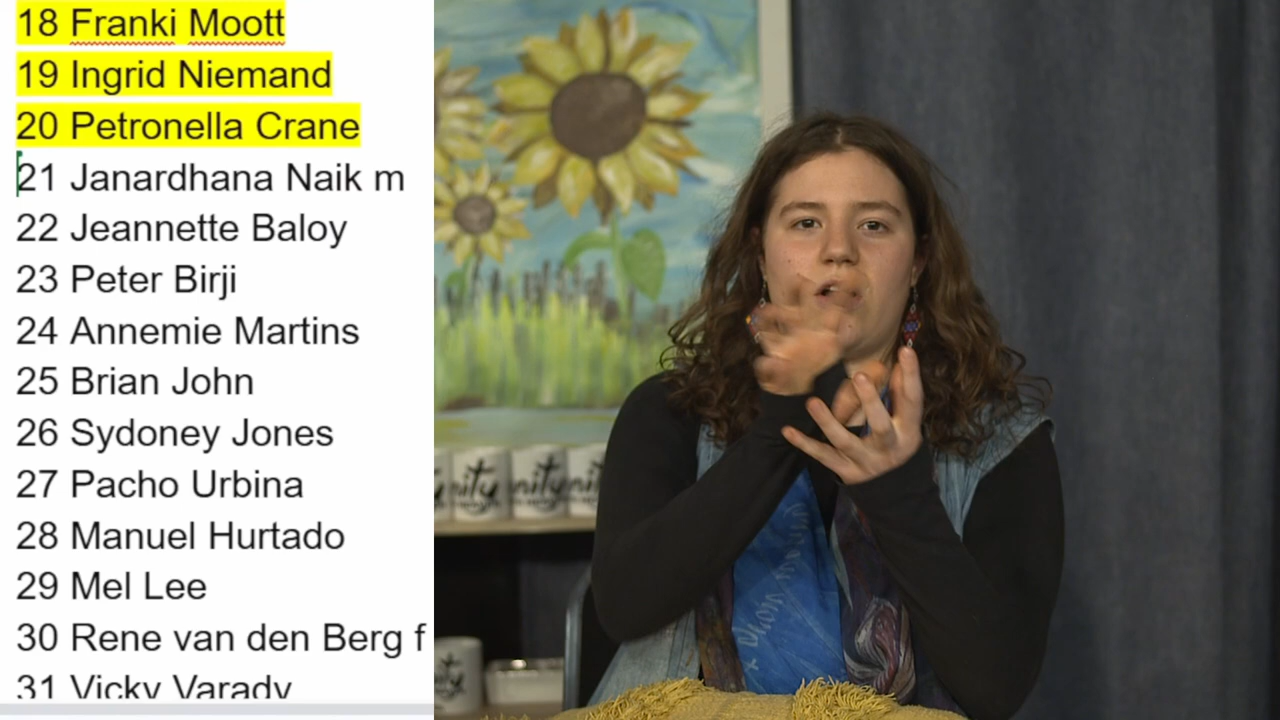 18 Franki Moott
19 Ingrid Niemand
20 Petronella Crane
21 Janardhana Naik m
22 Jeannette Baloy
23 Peter Birji
24 Annemie Martins
25 Brian John
26 Sydoney Jones
27 Pacho Urbina
28 Manuel Hurtado
29 Mel Lee
30 Rene van den Berg f
31 Vicky Varady